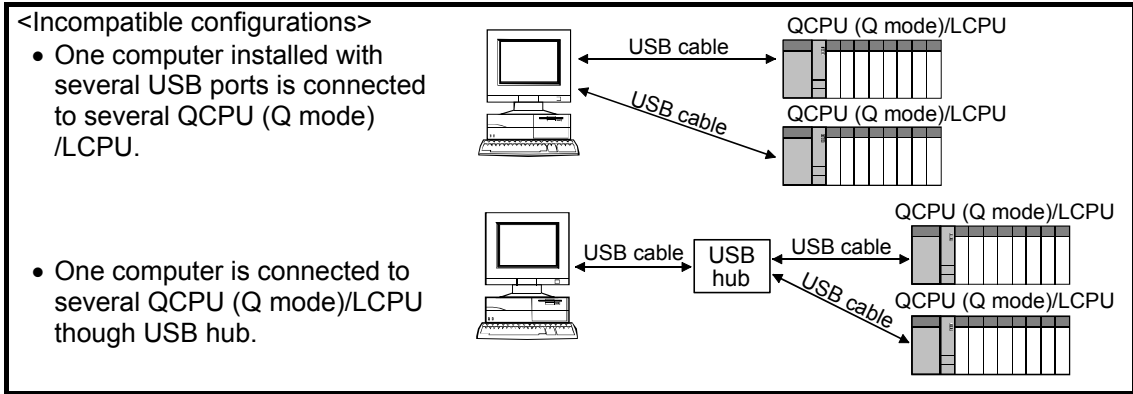 <Incompatible configurations>
• One computer installed with
several USB ports is connected
to several QCPU (Q mode)
/LCPU.
USB cable
QCPU (Q mode)/LCPU
USB cable
QCPU (Q mode)/LCPU
• One computer is connected to
several QCPU (Q mode)/LCPU
though USB hub.
USB cable
USB
hub
USB cable
QCPU (Q mode)/LCPU
USB cable
QCPU (Q mode)/LCPU